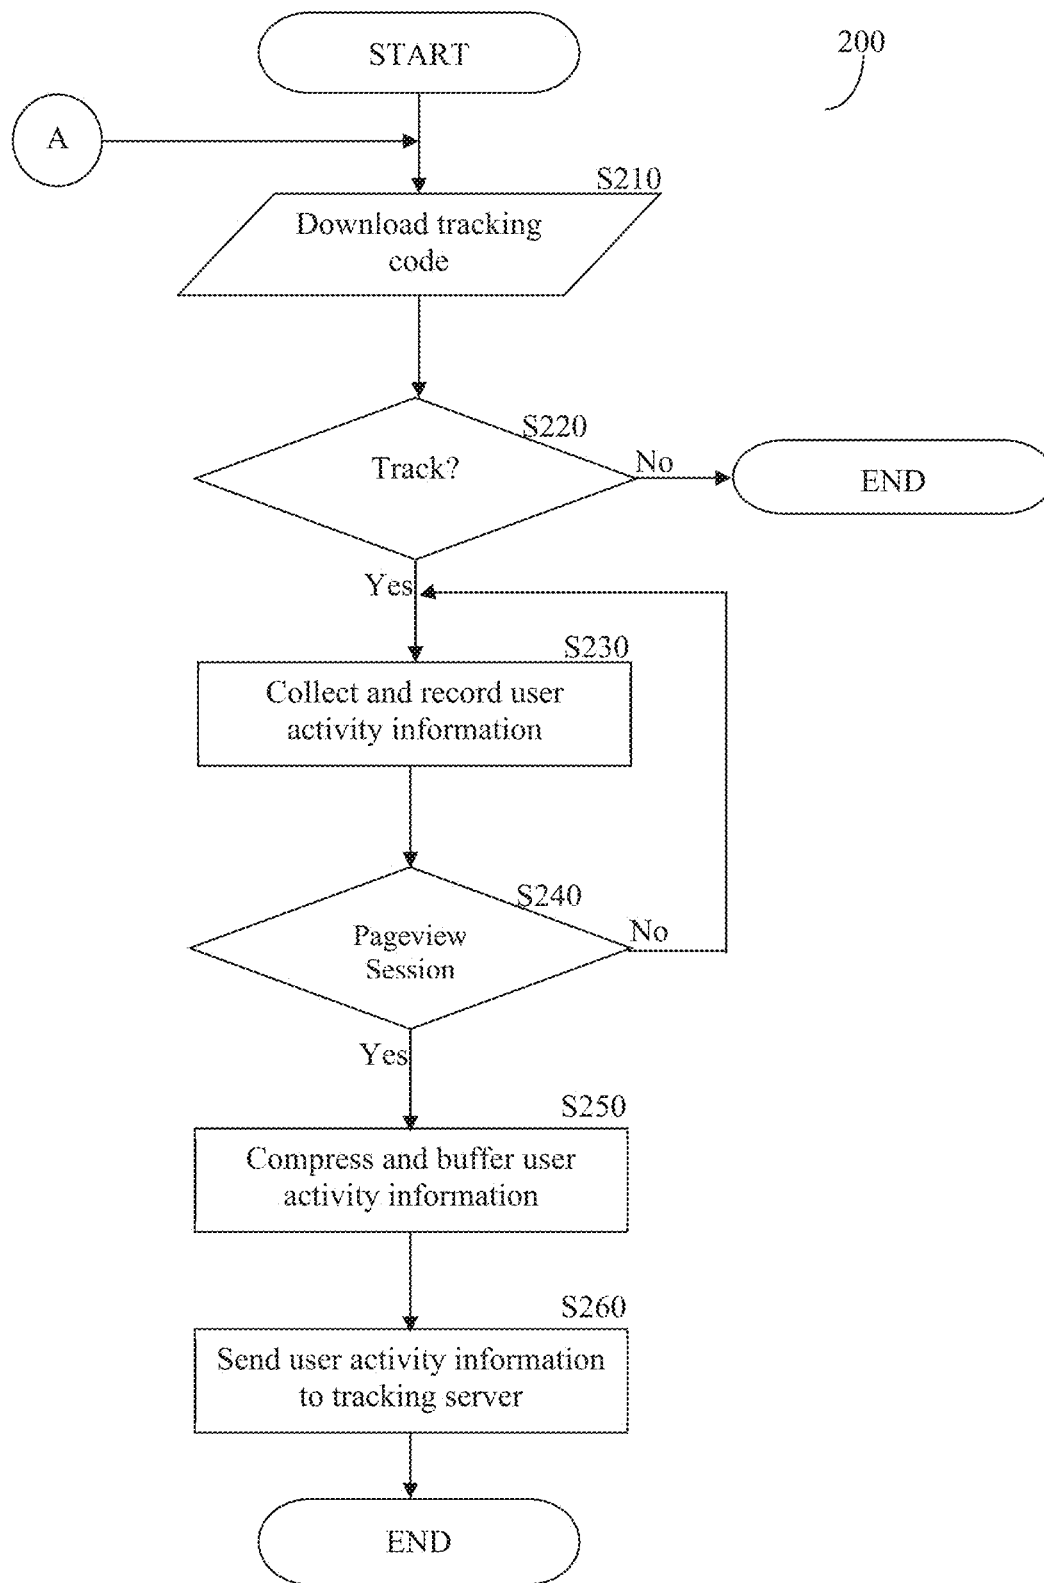 START
200
A
S210
Download tracking
code
S220
Track?
No
END
Yes
S230
Collect and record user
activity information
S240
Pageview
Session
No
Yes
S250
Compress and buffer user
activity information
S260
Send user activity information
to tracking server
END